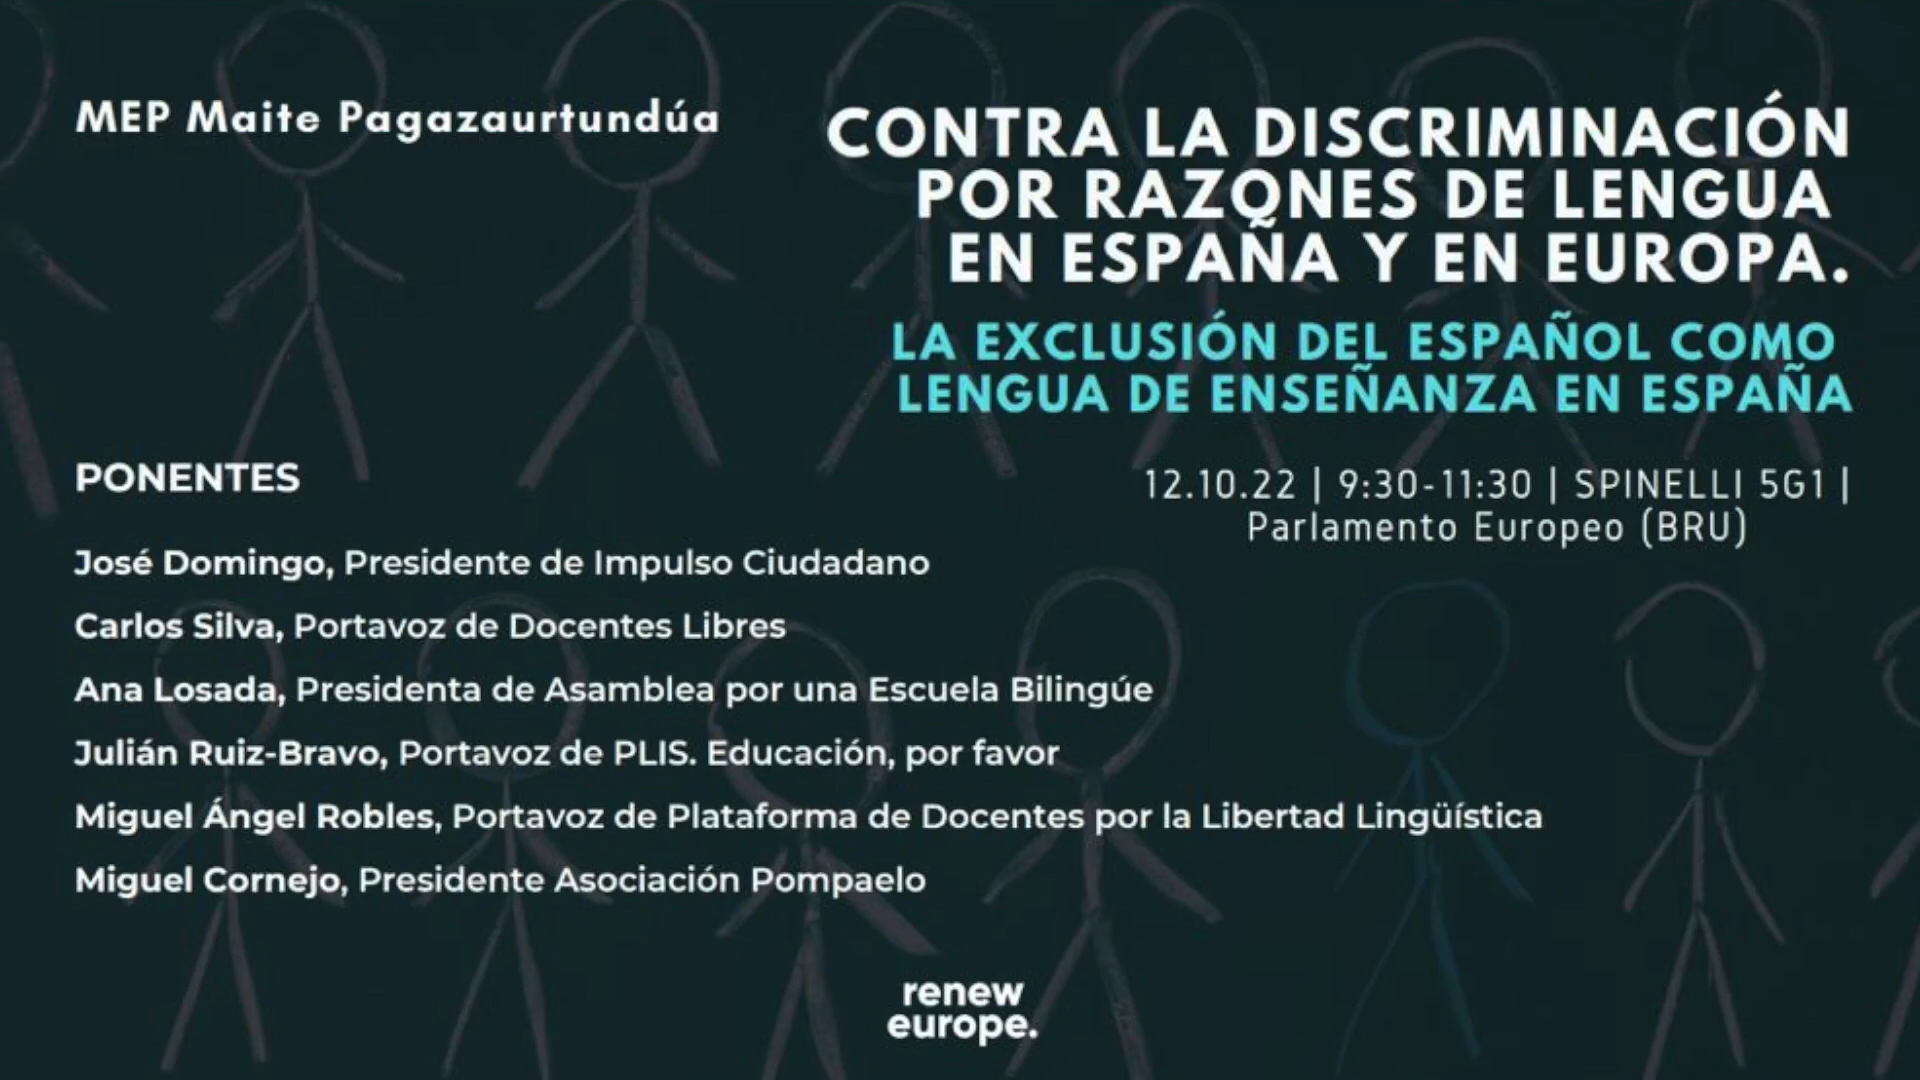 MEP Maite Pagazaurtundúa
CONTRA LA DISCRIMINACIÓN
POR RAZONES DE LENGUA
EN ESPAÑA Y EN EUROPA.
LA EXCLUSIÓN DEL ESPAÑOL COMO
LENGUA DE ENSEÑANZA EN ESPAÑA
12.10.22 | 9:30-11:30 | SPINELLI 5G1 |
Parlamento Europeo (BRU)
PONENTES
José Domingo, Presidente de Impulso Ciudadano
Carlos Silva, Portavoz de Docentes Libres
Ana Losada, Presidenta de Asamblea por una Escuela Bilingúe
Julián Ruiz-Bravo, Portavoz de PLIS. Educación, por favor
Miguel Ángel Robles, Portavoz de Plataforma de Docentes por la Libertad Lingüística
Miguel Cornejo, Presidente Asociación Pompaelo
renew
europe.